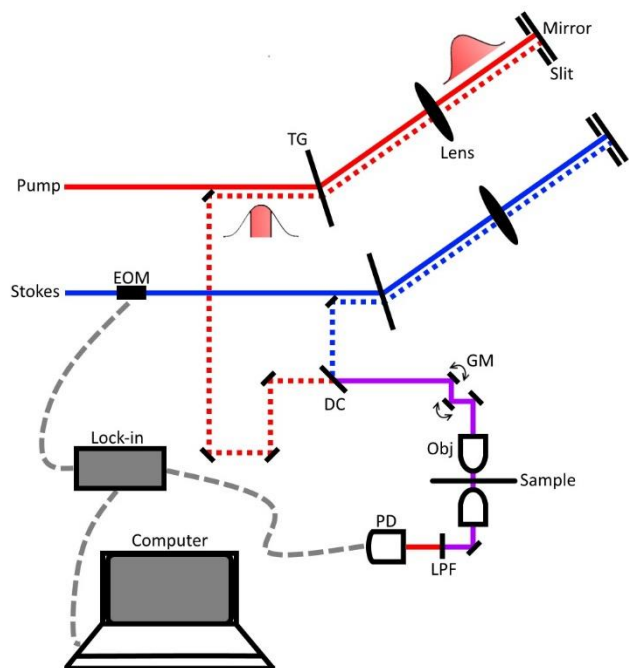 Mirror
Slit
TG
Lens
Pump
EOM
Stokes
GM
DC
Obj
Lock-in
Sample
PD
Computer
LPF